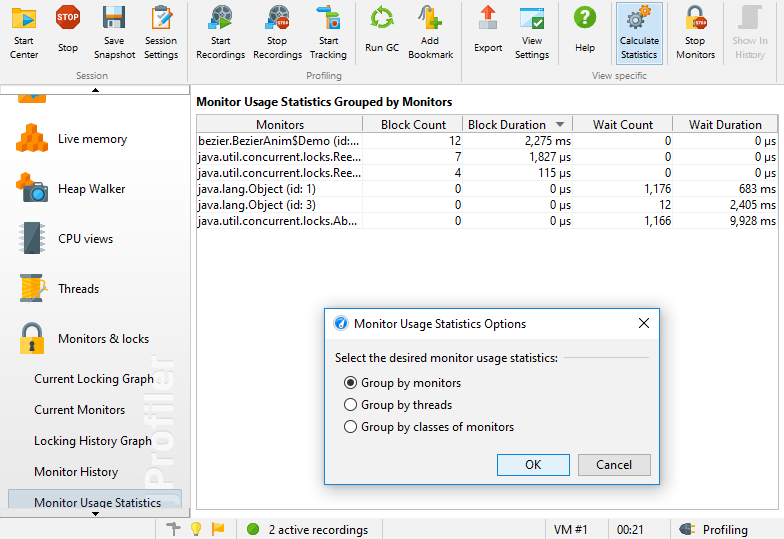 Start Center
Stop
Save Snapshot
Session Settings
Start Recordings
Stop Recordings
Start Tracking
Run GC
Add Bookmark
Export
View Settings
Help
Calculate Statistics
Stop Monitors
Show In History
Session
Profiling
View specific
Live memory
Heap Walker
CPU views
Threads
Monitors & locks
Current Locking Graph
Current Monitors
Locking History Graph
Monitor History
Monitor Usage Statistics
JProfiler
Monitor Usage Statistics Grouped by Monitors
Monitors Block Count Block Duration Wait Count Wait Duration
bezier.BezierAnim$Demo (id:... 12 2,275 ms 0 0 µs
java.util.concurrent.locks.Ree... 7 1,827 µs 0 0 µs
java.util.concurrent.locks.Ree... 4 115 µs 0 0 µs
java.lang.Object (id: 1) 0 0 µs 1,176 683 ms
java.lang.Object (id: 3) 0 0 µs 12 2,405 ms
java.util.concurrent.locks.Ab... 0 0 µs 1,166 9,928 ms
Monitor Usage Statistics Options
Select the desired monitor usage statistics:
Group by monitors
Group by threads
Group by classes of monitors
OK
Cancel
2 active recordings
VM #1
00:21
Profiling